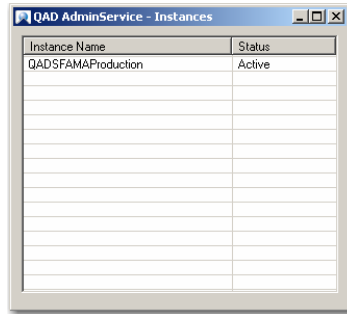 QAD AdminService - Instances
Instance Name Status
QADSFAMAProduction Active